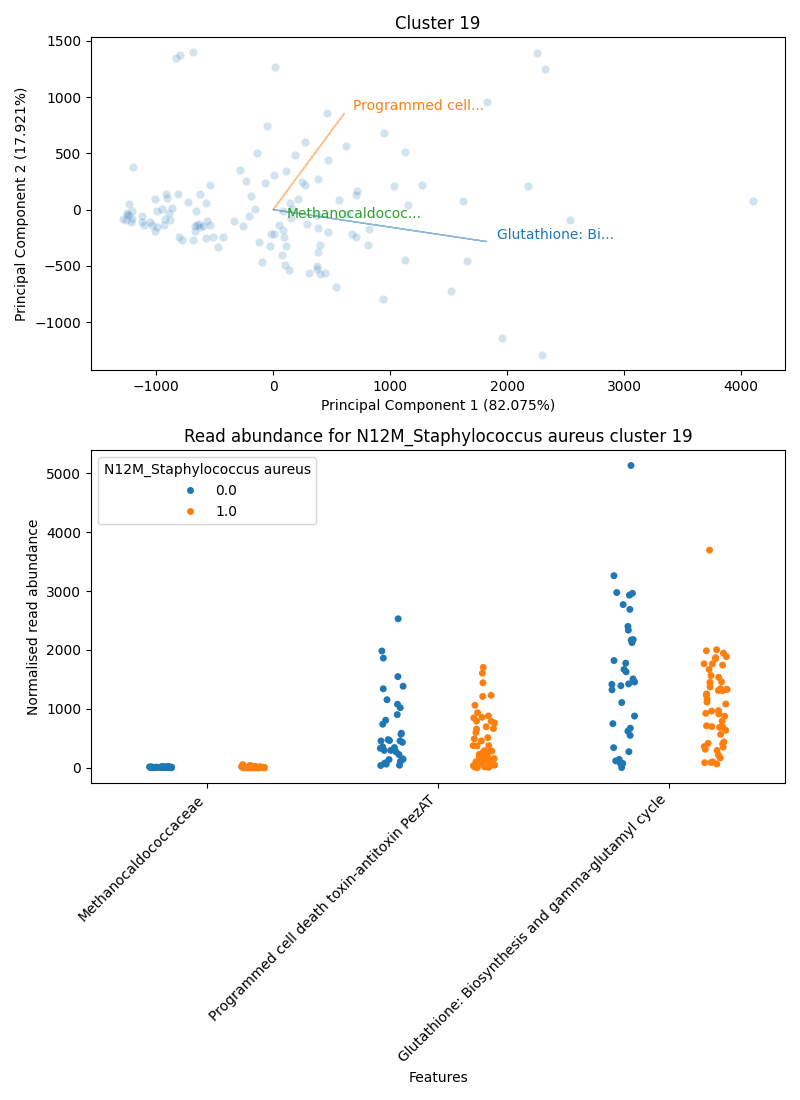 Cluster 19
1500
1000
500
0
−500
−1000
Principal Component 2 (17.921%)
Programmed cell...
Methanocaldococ...
Glutathione: Bi...
−1000
0
1000
2000
3000
4000
Principal Component 1 (82.075%)
Read abundance for N12M_Staphylococcus aureus cluster 19
N12M_Staphylococcus aureus
0.0
1.0
5000
4000
3000
2000
1000
0
Normalised read abundance
Methanocaldococcaceae
Programmed cell death toxin-antitoxin PezAT
Glutathione: Biosynthesis and gamma-glutamyl cycle
Features